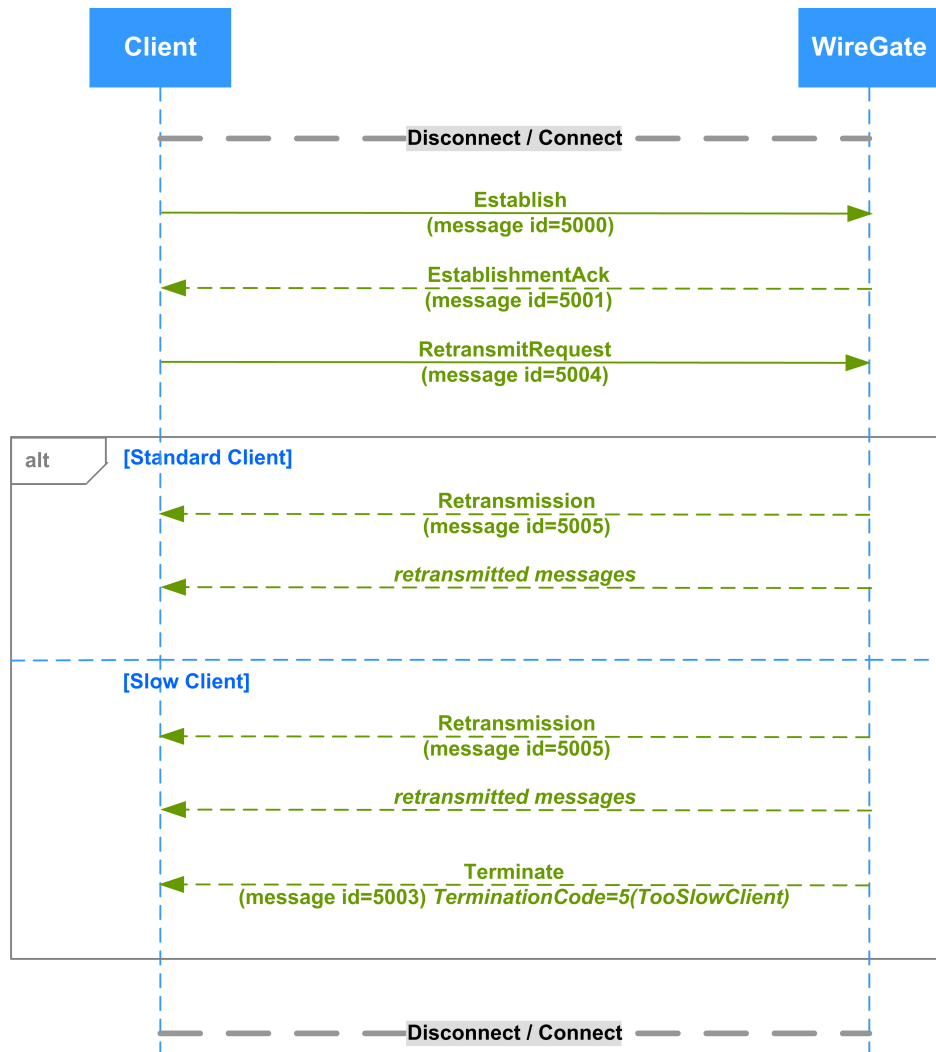 Client
WireGate
Disconnect / Connect
Establish
(message id=5000)
EstablishmentAck
(message id=5001)
RetransmitRequest
(message id=5004)
alt
[Standard Client]
Retransmission
(message id=5005)
retransmitted messages
[Slow Client]
Retransmission
(message id=5005)
retransmitted messages
Terminate
(message id=5003) TerminationCode=5(TooSlowClient)
Disconnect / Connect